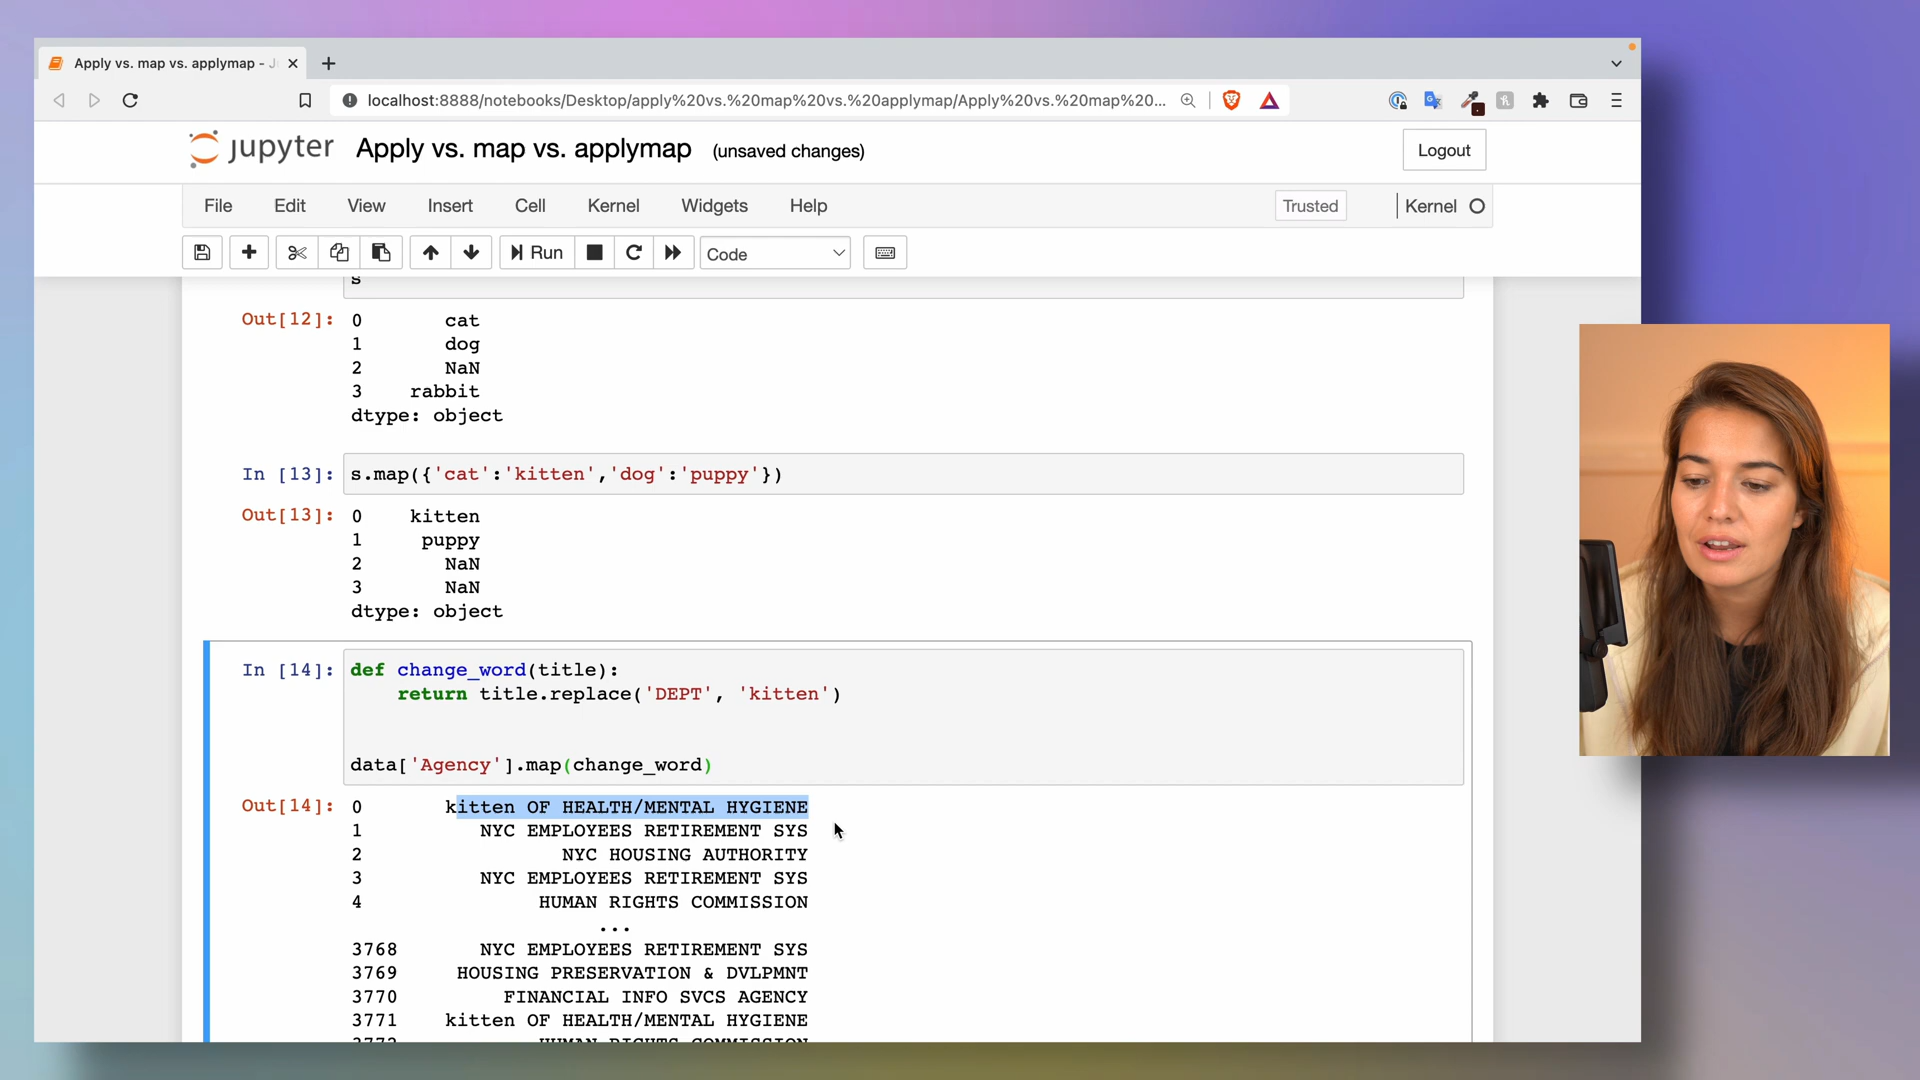 Apply vs. map vs. applymap - J
localhost:8888/notebooks/Desktop/apply%20vs.%20map%20vs.%20applymap/Apply%20vs.%20map%20...
jupyter Apply vs. map vs. applymap (unsaved changes) Logout
File Edit View Insert Cell Kernel Widgets Help Trusted Kernel
Run Code
s
Out[12]: 0 cat
1 dog
2 NaN
3 rabbit
dtype: object
In [13]: s.map({'cat':'kitten','dog':'puppy'})
Out[13]: 0 kitten
1 puppy
2 NaN
3 NaN
dtype: object
In [14]: def change_word(title):
return title.replace('DEPT', 'kitten')
data['Agency'].map(change_word)
Out[14]: 0 kitten OF HEALTH/MENTAL HYGIENE
1 NYC EMPLOYEES RETIREMENT SYS
2 NYC HOUSING AUTHORITY
3 NYC EMPLOYEES RETIREMENT SYS
4 HUMAN RIGHTS COMMISSION
...
3768 NYC EMPLOYEES RETIREMENT SYS
3769 HOUSING PRESERVATION & DVLPMNT
3770 FINANCIAL INFO SVCS AGENCY
3771 kitten OF HEALTH/MENTAL HYGIENE
3772 HUMAN RIGHTS COMMISSION